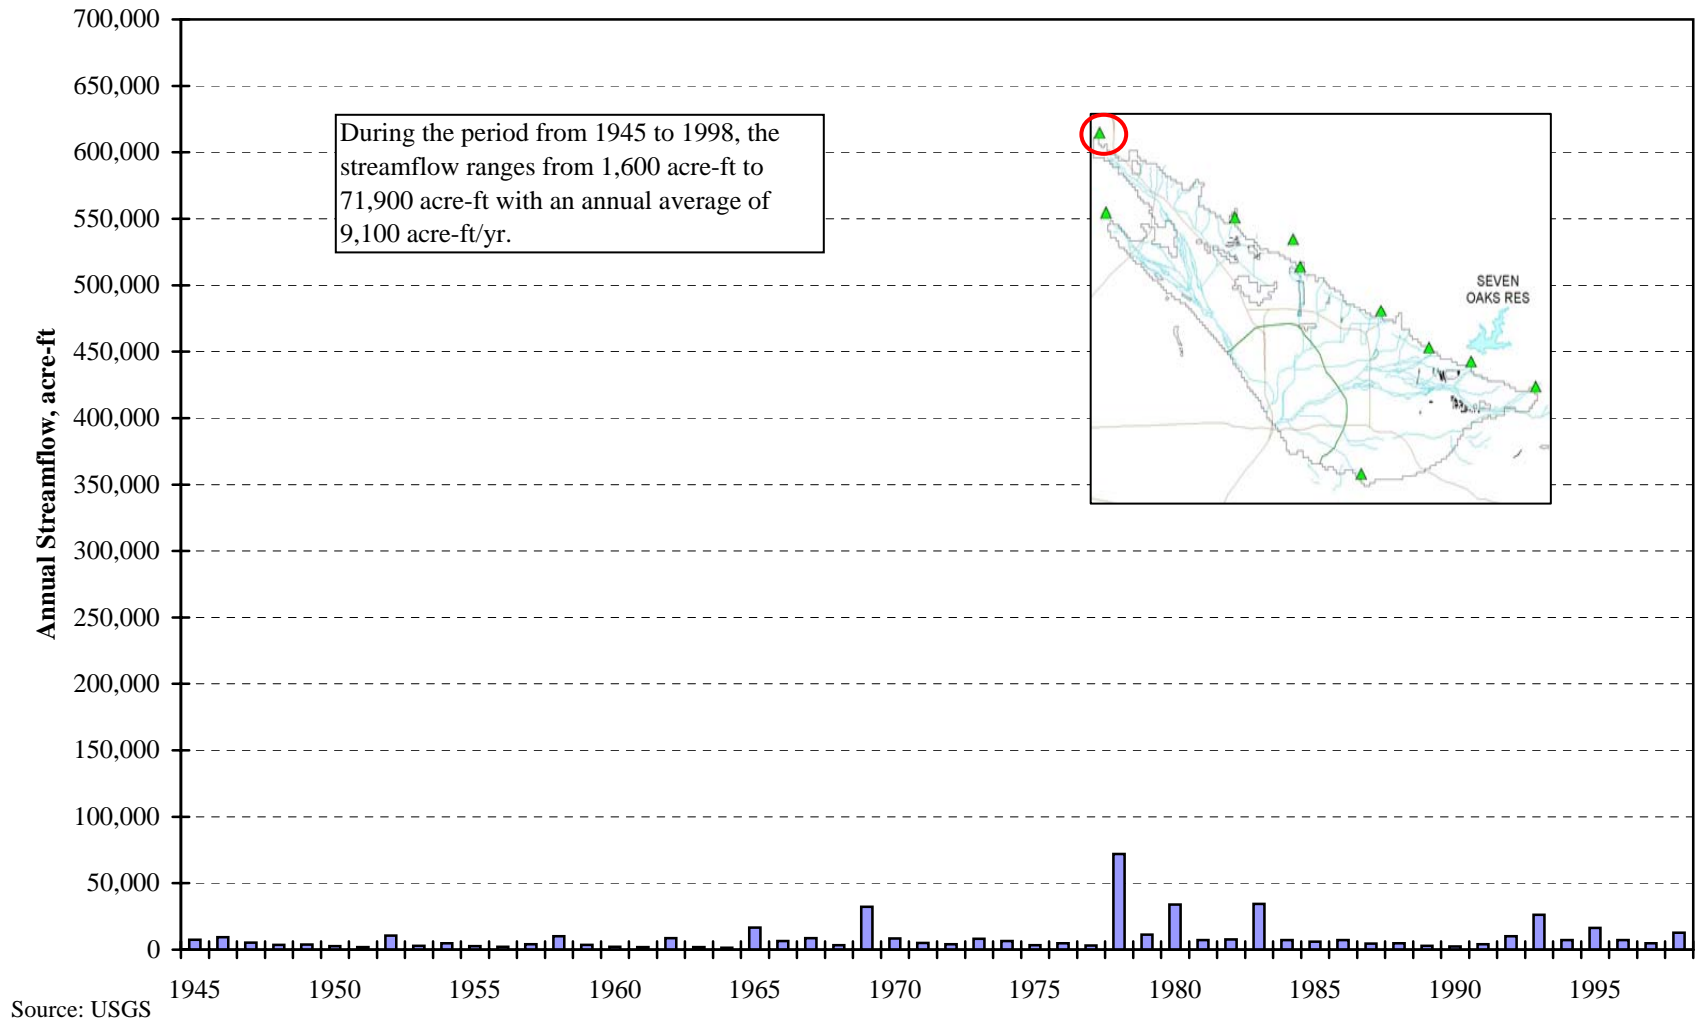 700,000
650,000
600,000
550,000
500,000
450,000
400,000
350,000
300,000
250,000
200,000
150,000
100,000
50,000
0
Annual Streamflow, acre-ft
During the period from 1945 to 1998, the
streamflow ranges from 1,600 acre-ft to
71,900 acre-ft with an annual average of
9,100 acre-ft/yr.
SEVEN
OAKS RES
1945 1950 1955 1960 1965 1970 1975 1980 1985 1990 1995
Source: USGS